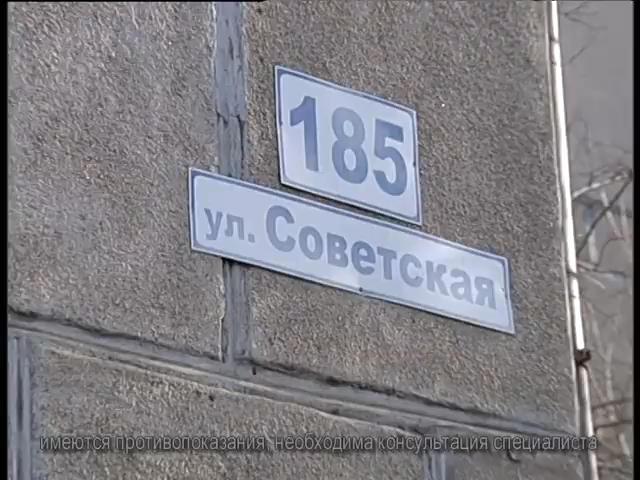 185
ул. Советская
имеются противопоказания, необходима консультация специалиста